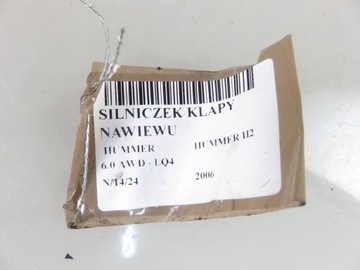 SILNICZEK KLAPY
NAWIEWU
HUMMER HUMMER H2
6.0 AWD - LQ4
N/14/24 2006